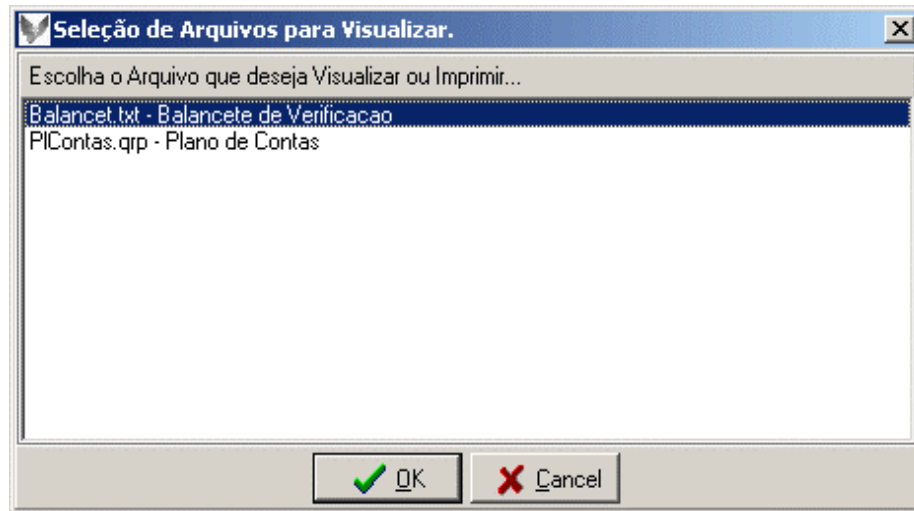 Seleção de Arquivos para Visualizar.
Escolha o Arquivo que deseja Visualizar ou Imprimir...
Balancet.txt - Balancete de Verificacao
PlContas.qrp - Plano de Contas
OK Cancel